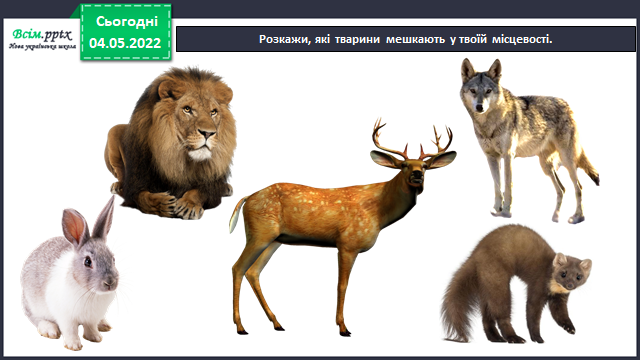 Всім.pptx
Нова українська школа
Сьогодні
04.05.2022
Розкажи, які тварини мешкають у твоїй місцевості.